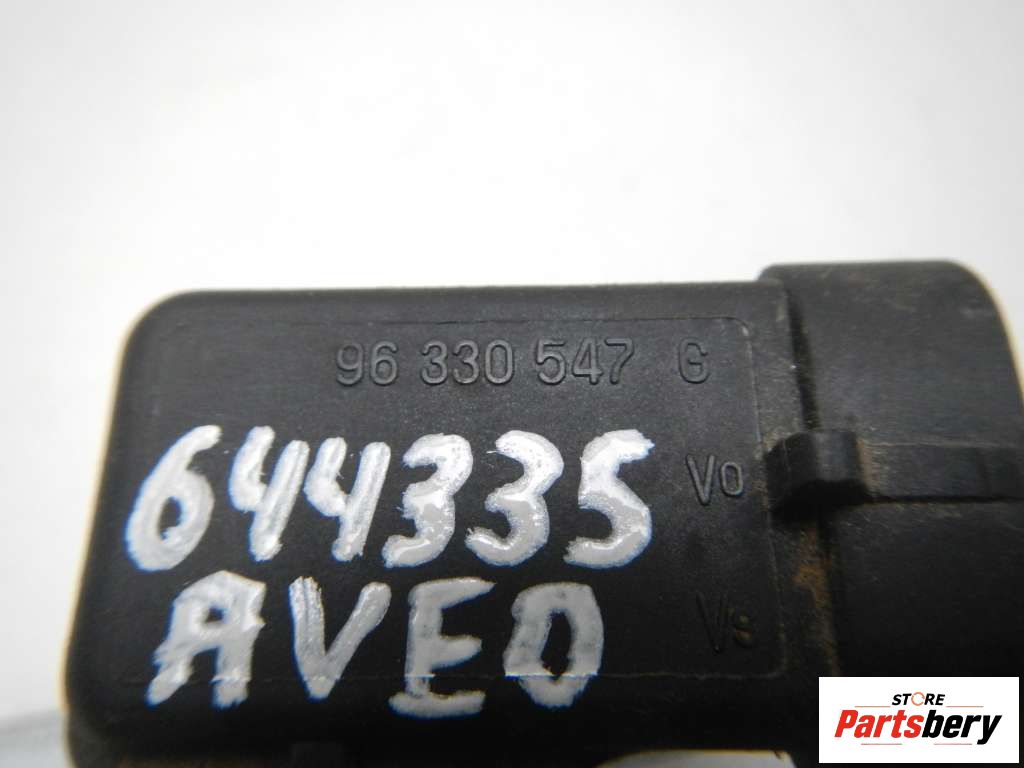 96 330 547 G
644335
VO
AVEO
Vs
STORE
Partsbery